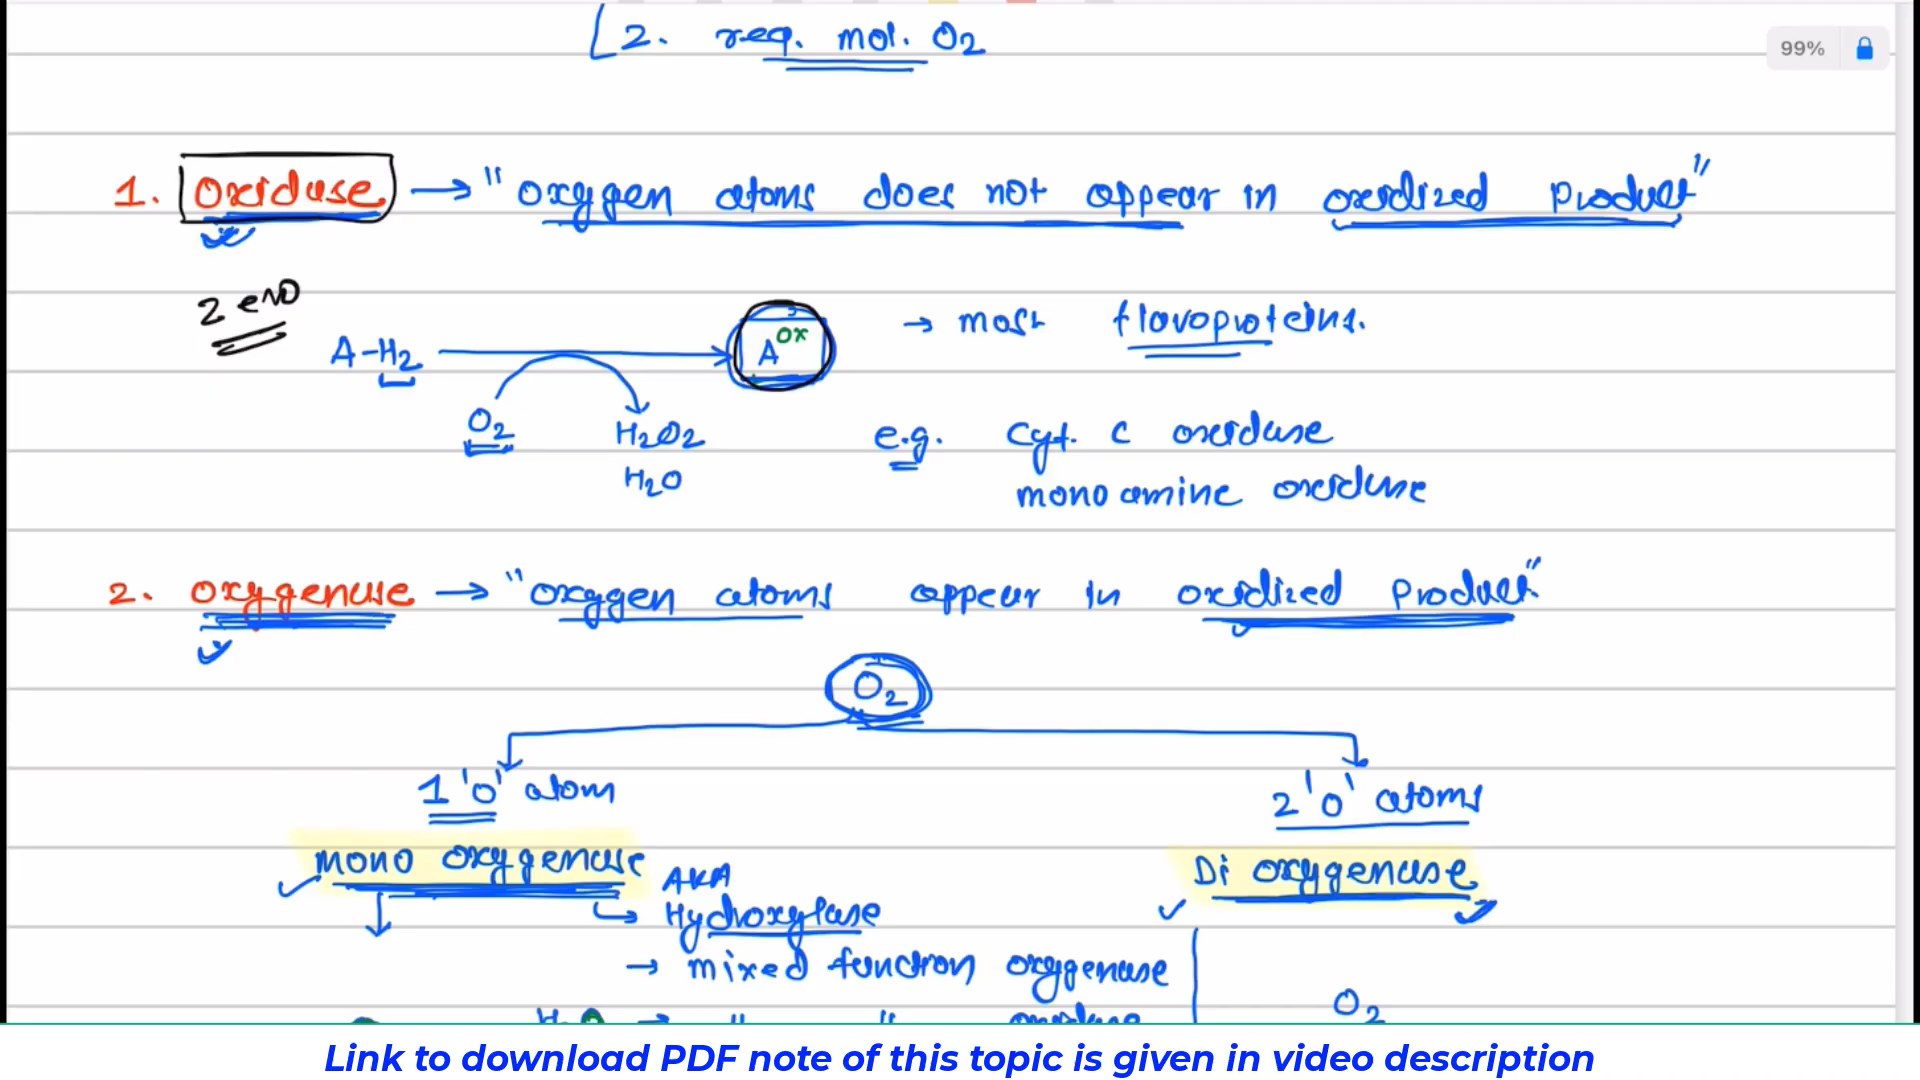 2. req. mol. O2
99%
1. Oxidase → "oxygen atoms does not appear in oxidized product"
2 end
A-H2 A ox → most flavoproteins.
O2 H2O2 e.g. Cyt. C oxidase
H2O mono amine oxidase
2. Oxygenase → "oxygen atoms appear in oxidized product"
O2
1 'O' atom 2 'O' atoms
Mono oxygenase Di oxygenase
AKA
Hydroxylase
→ mixed function oxygenase
O2
→ " " oxidase
Link to download PDF note of this topic is given in video description